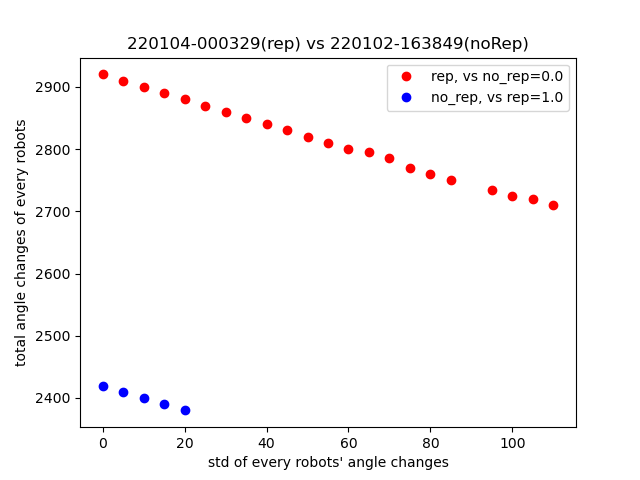 220104-000329(rep) vs 220102-163849(noRep)
rep, vs no_rep=0.0
no_rep, vs rep=1.0
total angle changes of every robots
2900
2800
2700
2600
2500
2400
0 20 40 60 80 100
std of every robots' angle changes